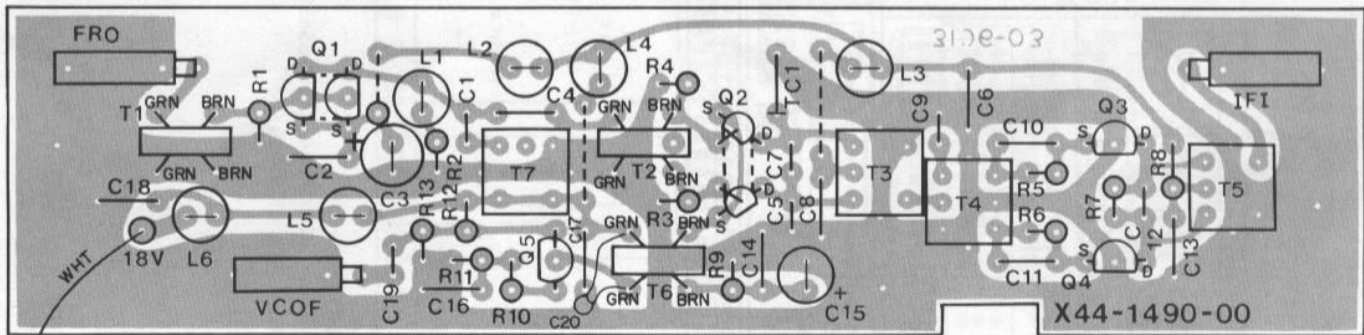 FRO
Q1
L2
L4
3106-03
D
D
L1
R4
L3
IFI
R1
C1
C4
TC1
C6
T1
GRN
BRN
GRN
BRN
S
Q2
D
C9
Q3
S
S
+
C10
S
D
R8
C2
R2
T7
T2
C7
T3
R5
T5
GRN
BRN
C3
GRN
D
T4
C18
R13
R12
R3
BRN
S
C5
C8
R7
R6
C12
C13
L5
C17
GRN
C14
S
D
WHT
18V
L6
Q5
R9
C11
Q4
R11
VCOF
C19
C16
R10
C20
GRN
T6
BRN
C15
+
X44-1490-00